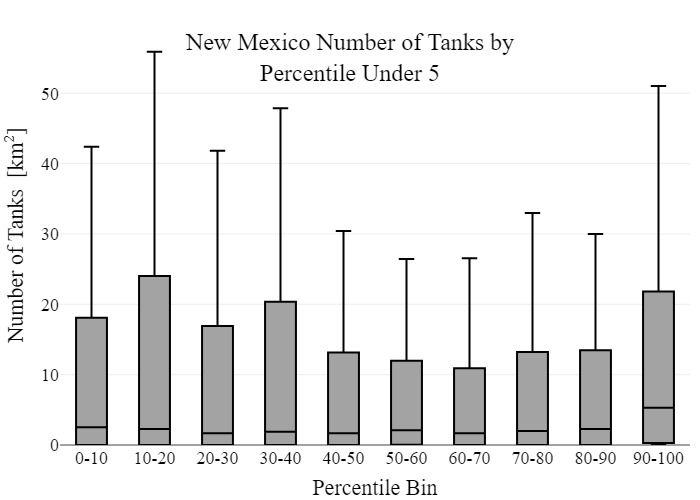 New Mexico Number of Tanks by
Percentile Under 5
Number of Tanks [km²]
50
40
30
20
10
0
0-10 10-20 20-30 30-40 40-50 50-60 60-70 70-80 80-90 90-100
Percentile Bin